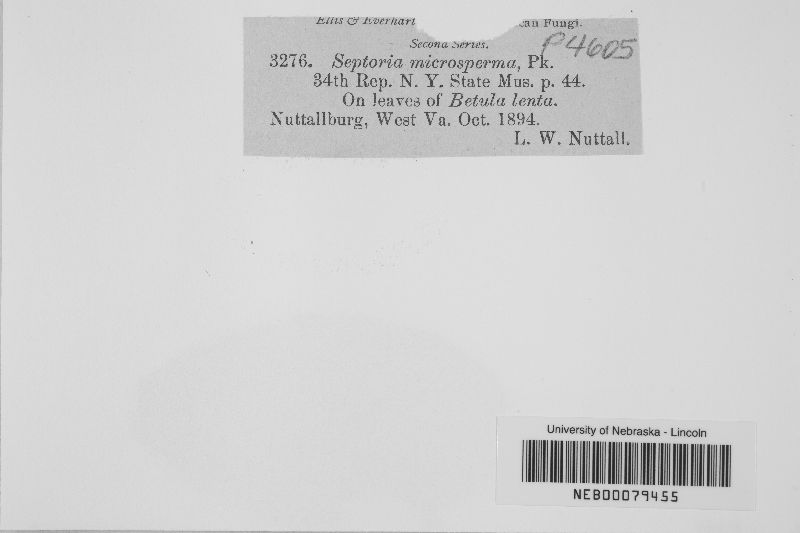 Ellis & Everhart can Fungi.
Second Series. P4605
3276. Septoria microsperma, Pk.
34th Rep. N. Y. State Mus. p. 44.
On leaves of Betula lenta.
Nuttallburg, West Va. Oct. 1894.
L. W. Nuttall.
University of Nebraska - Lincoln
NEB00079455